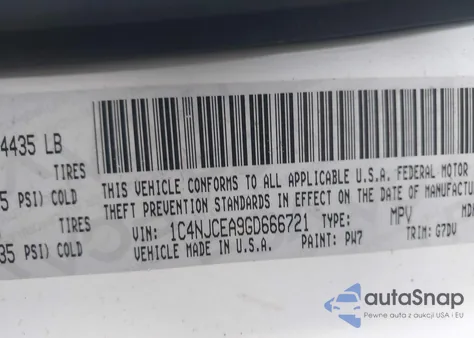 4435 LB
TIRES
5 PSI) COLD
TIRES
35 PSI) COLD
THIS VEHICLE CONFORMS TO ALL APPLICABLE U.S.A. FEDERAL MOTOR
THEFT PREVENTION STANDARDS IN EFFECT ON THE DATE OF MANUFACTU
VIN: 1C4NJCEA9GD666721 TYPE: MPV
VEHICLE MADE IN U.S.A. PAINT: PW7 TRIM: G7DV
autoSnap
Pewne auta z aukcji USA i EU